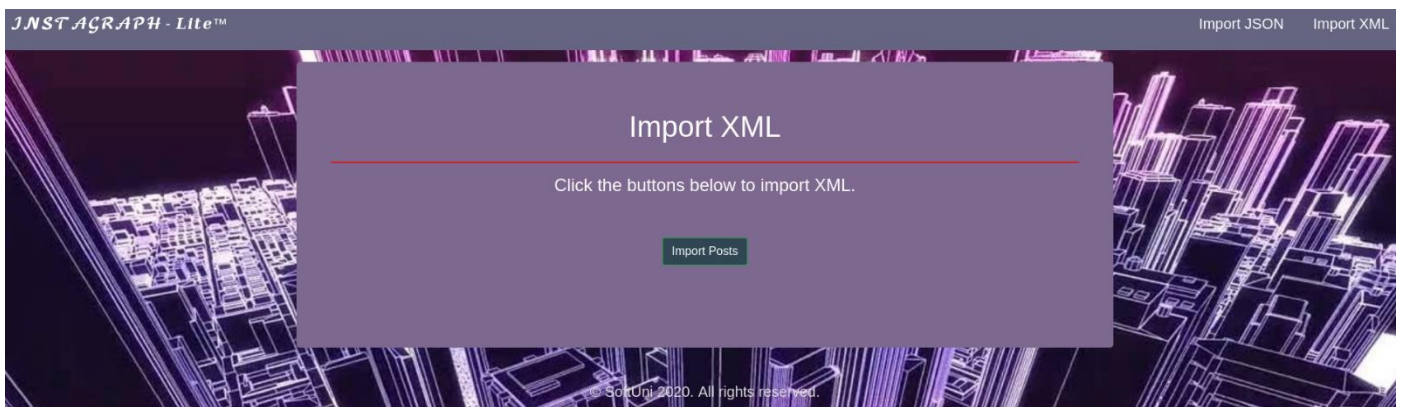 INSTAGRAPH - Lite™
Import JSON Import XML
Import XML
Click the buttons below to import XML.
Import Posts
© SoftUni 2020. All rights reserved.